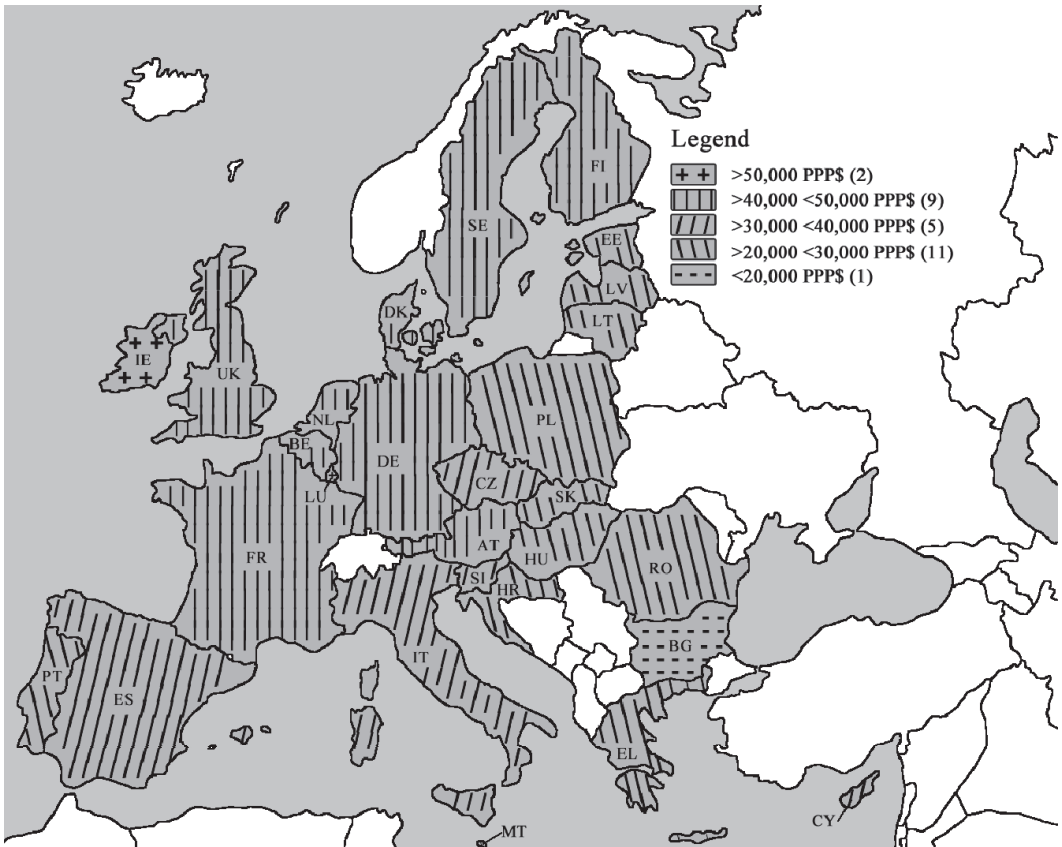 Legend
>50,000 PPP$ (2)
>40,000 <50,000 PPP$ (9)
>30,000 <40,000 PPP$ (5)
>20,000 <30,000 PPP$ (11)
<20,000 PPP$ (1)
FI
SE
EE
LV
LT
DK
IE
UK
NL
PL
BE
DE
CZ
LU
SK
AT
FR
HU
RO
SI
HR
BG
IT
PT
ES
EL
CY
MT